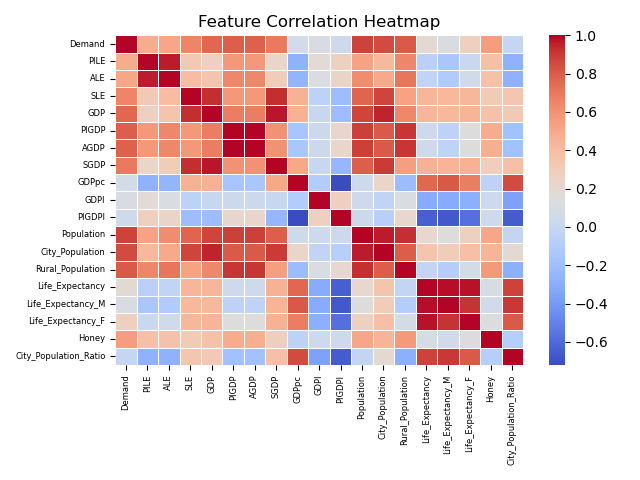 Feature Correlation Heatmap
Demand
PILE
ALE
SLE
GDP
PIGDP
AGDP
SGDP
GDPpc
GDPI
PIGDPI
Population
City_Population
Rural_Population
Life_Expectancy
Life_Expectancy_M
Life_Expectancy_F
Honey
City_Population_Ratio
1.0
0.8
0.6
0.4
0.2
0.0
−0.2
−0.4
−0.6
Demand
PILE
ALE
SLE
GDP
PIGDP
AGDP
SGDP
GDPpc
GDPI
PIGDPI
Population
City_Population
Rural_Population
Life_Expectancy
Life_Expectancy_M
Life_Expectancy_F
Honey
City_Population_Ratio